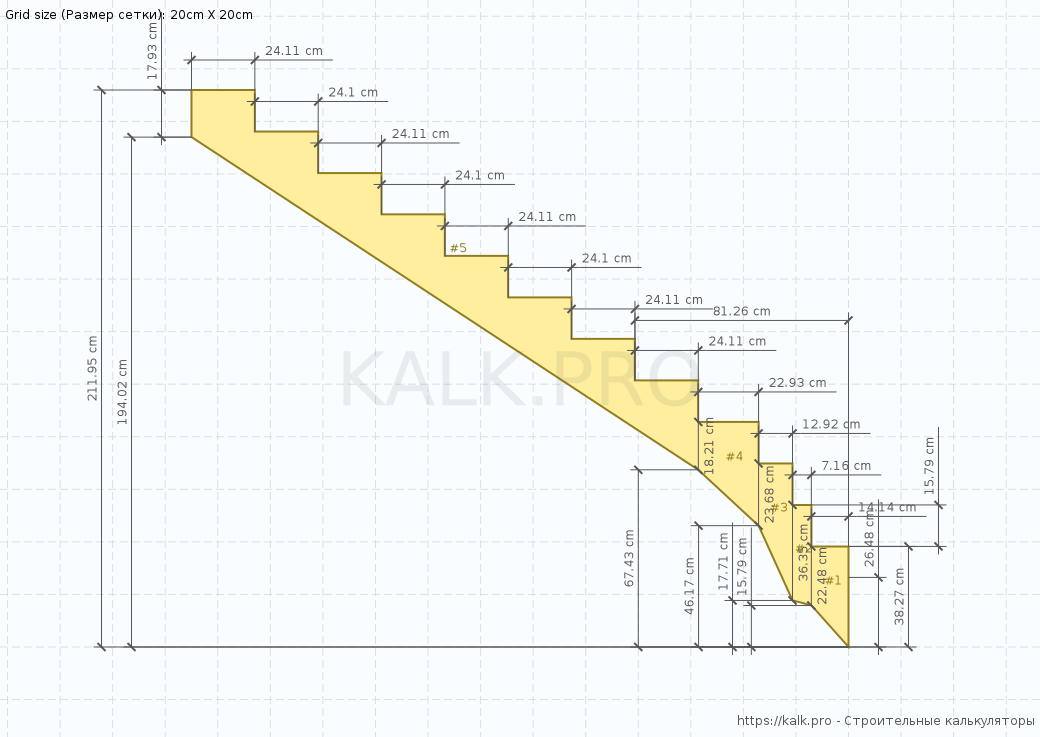 Grid size (Размер сетки): 20cm X 20cm
17.93 cm
24.11 cm
24.1 cm
24.11 cm
24.1 cm
24.11 cm
#5
24.1 cm
24.11 cm
81.26 cm
24.11 cm
211.95 cm
194.02 cm
KALK.PRO
22.93 cm
12.92 cm
18.21 cm
#4
7.16 cm
15.79 cm
23.68 cm
#3
14.14 cm
26.48 cm
67.43 cm
46.17 cm
17.71 cm
15.79 cm
36.35 cm
22.48 cm
#1
38.27 cm
https://kalk.pro - Строительные калькуляторы